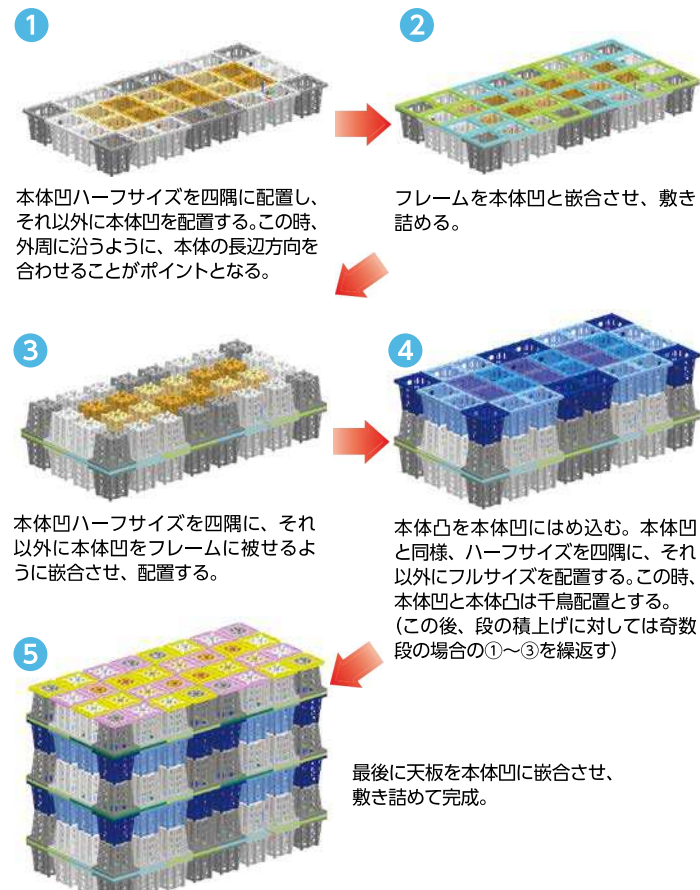 1
本体凹ハーフサイズを四隅に配置し、
それ以外に本体凹を配置する。この時、
外周に沿うように、本体の長辺方向を
合わせることがポイントとなる。
2
フレームを本体凹と嵌合させ、敷き
詰める。
3
本体凹ハーフサイズを四隅に、それ
以外に本体凹をフレームに被せるよ
うに嵌合させ、配置する。
4
本体凸を本体凹にはめ込む。本体凹
と同様、ハーフサイズを四隅に、それ
以外にフルサイズを配置する。この時、
本体凹と本体凸は千鳥配置とする。
(この後、段の積上げに対しては奇数
段の場合の①～③を繰返す)
5
最後に天板を本体凹に嵌合させ、
敷き詰めて完成。